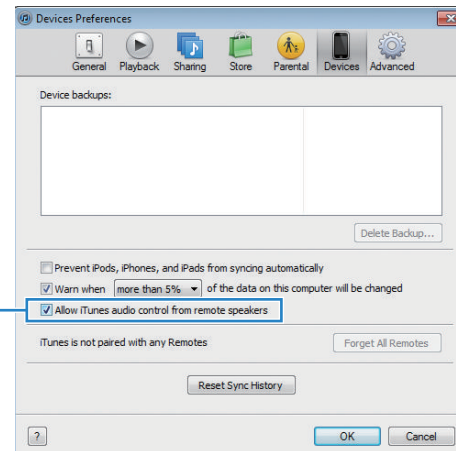 Devices Preferences
General Playback Sharing Store Parental Devices Advanced
Device backups:
Delete Backup...
Prevent iPods, iPhones, and iPads from syncing automatically
Warn when more than 5% of the data on this computer will be changed
Allow iTunes audio control from remote speakers
iTunes is not paired with any Remotes Forget All Remotes
Reset Sync History
? OK Cancel